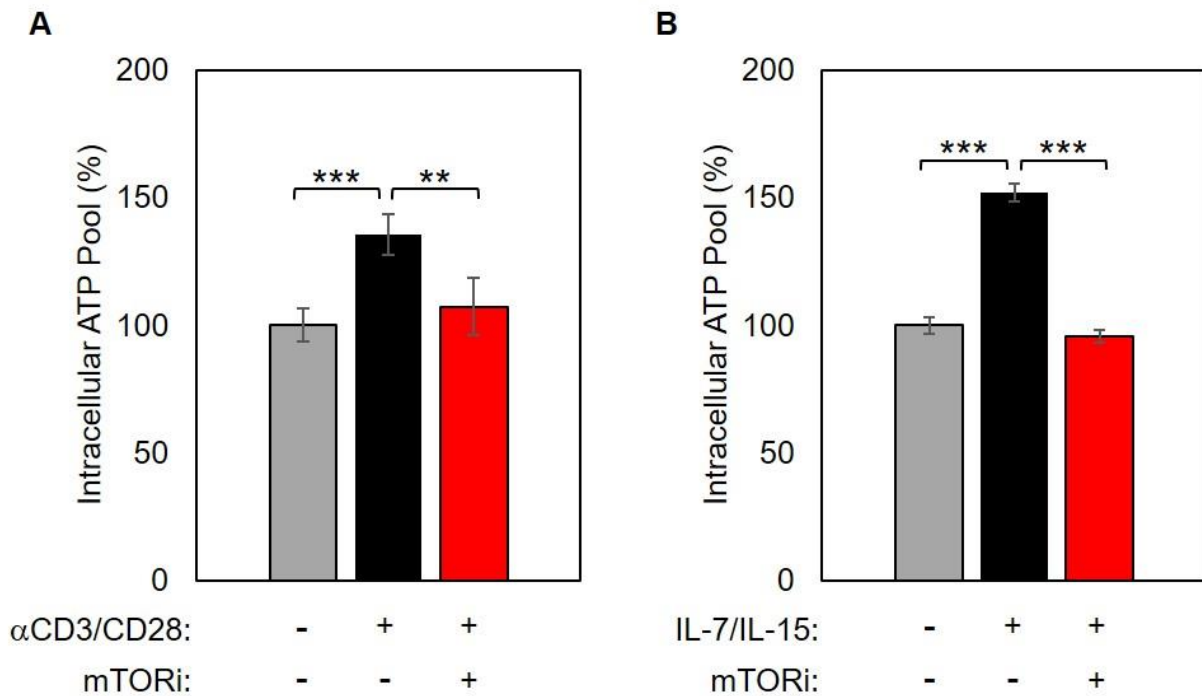 A
Intracellular ATP Pool (%)
200
150
100
50
0
*** **
αCD3/CD28: - + +
mTORi: - - +
B
Intracellular ATP Pool (%)
200
150
100
50
0
*** ***
IL-7/IL-15: - + +
mTORi: - - +